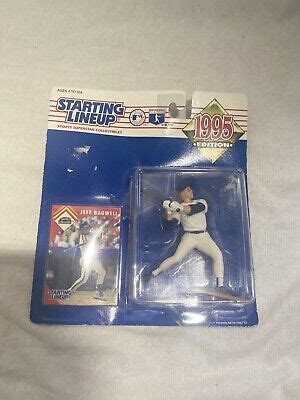 AGES 4 TO 104
STARTING
LINEUP
SPORTS SUPERSTAR COLLECTIBLES
1995
EDITION
JEFF BAGWELL
STARTING
LINEUP